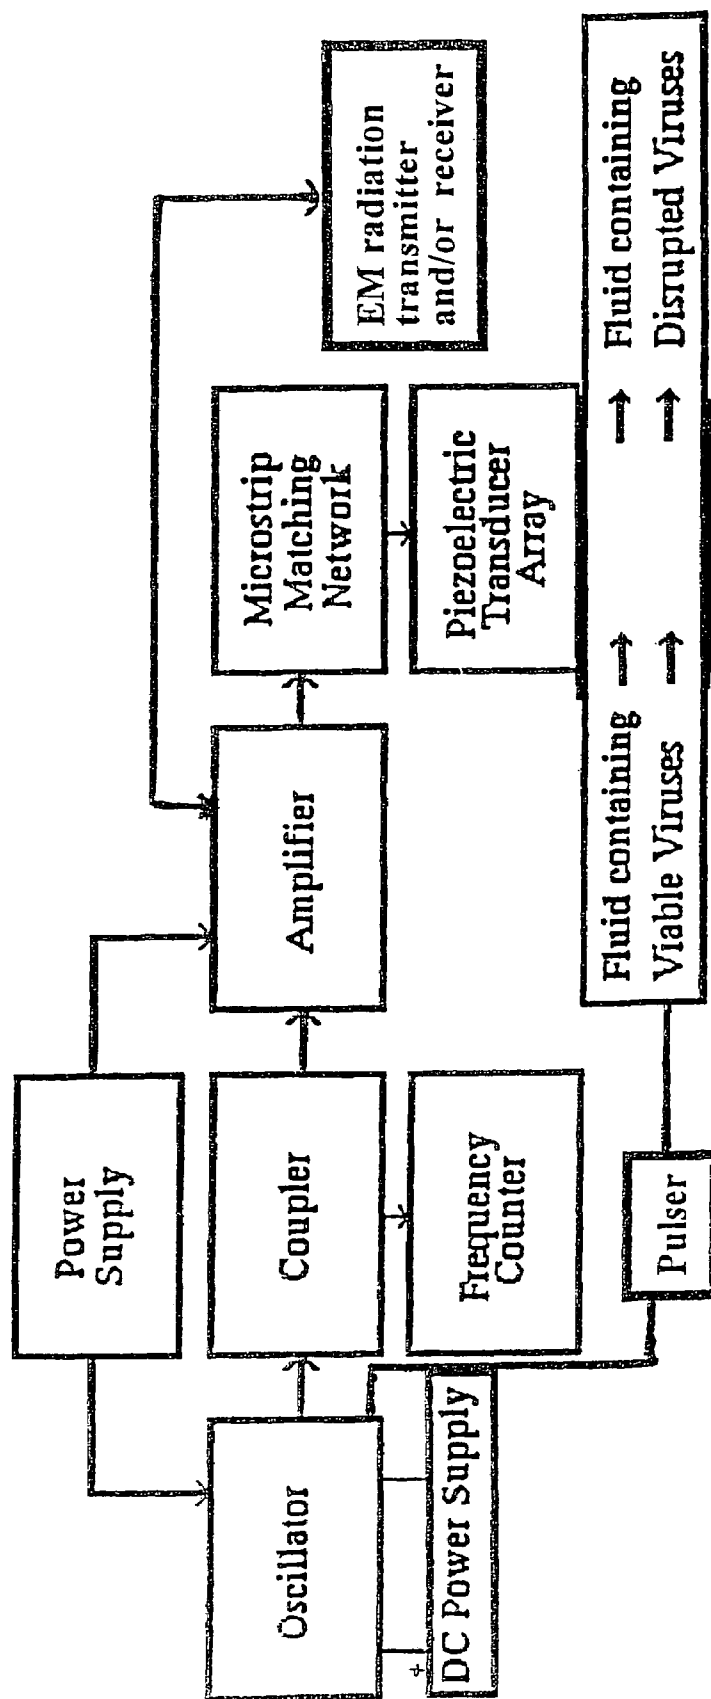 Power
Supply
Oscillator
Coupler
Amplifier
Microstrip
Matching
Network
EM radiation
transmitter
and/or receiver
+
DC Power Supply
Frequency
Counter
Piezoelectric
Transducer
Array
Pulser
Fluid containing
Viable Viruses
Fluid containing
Disrupted Viruses